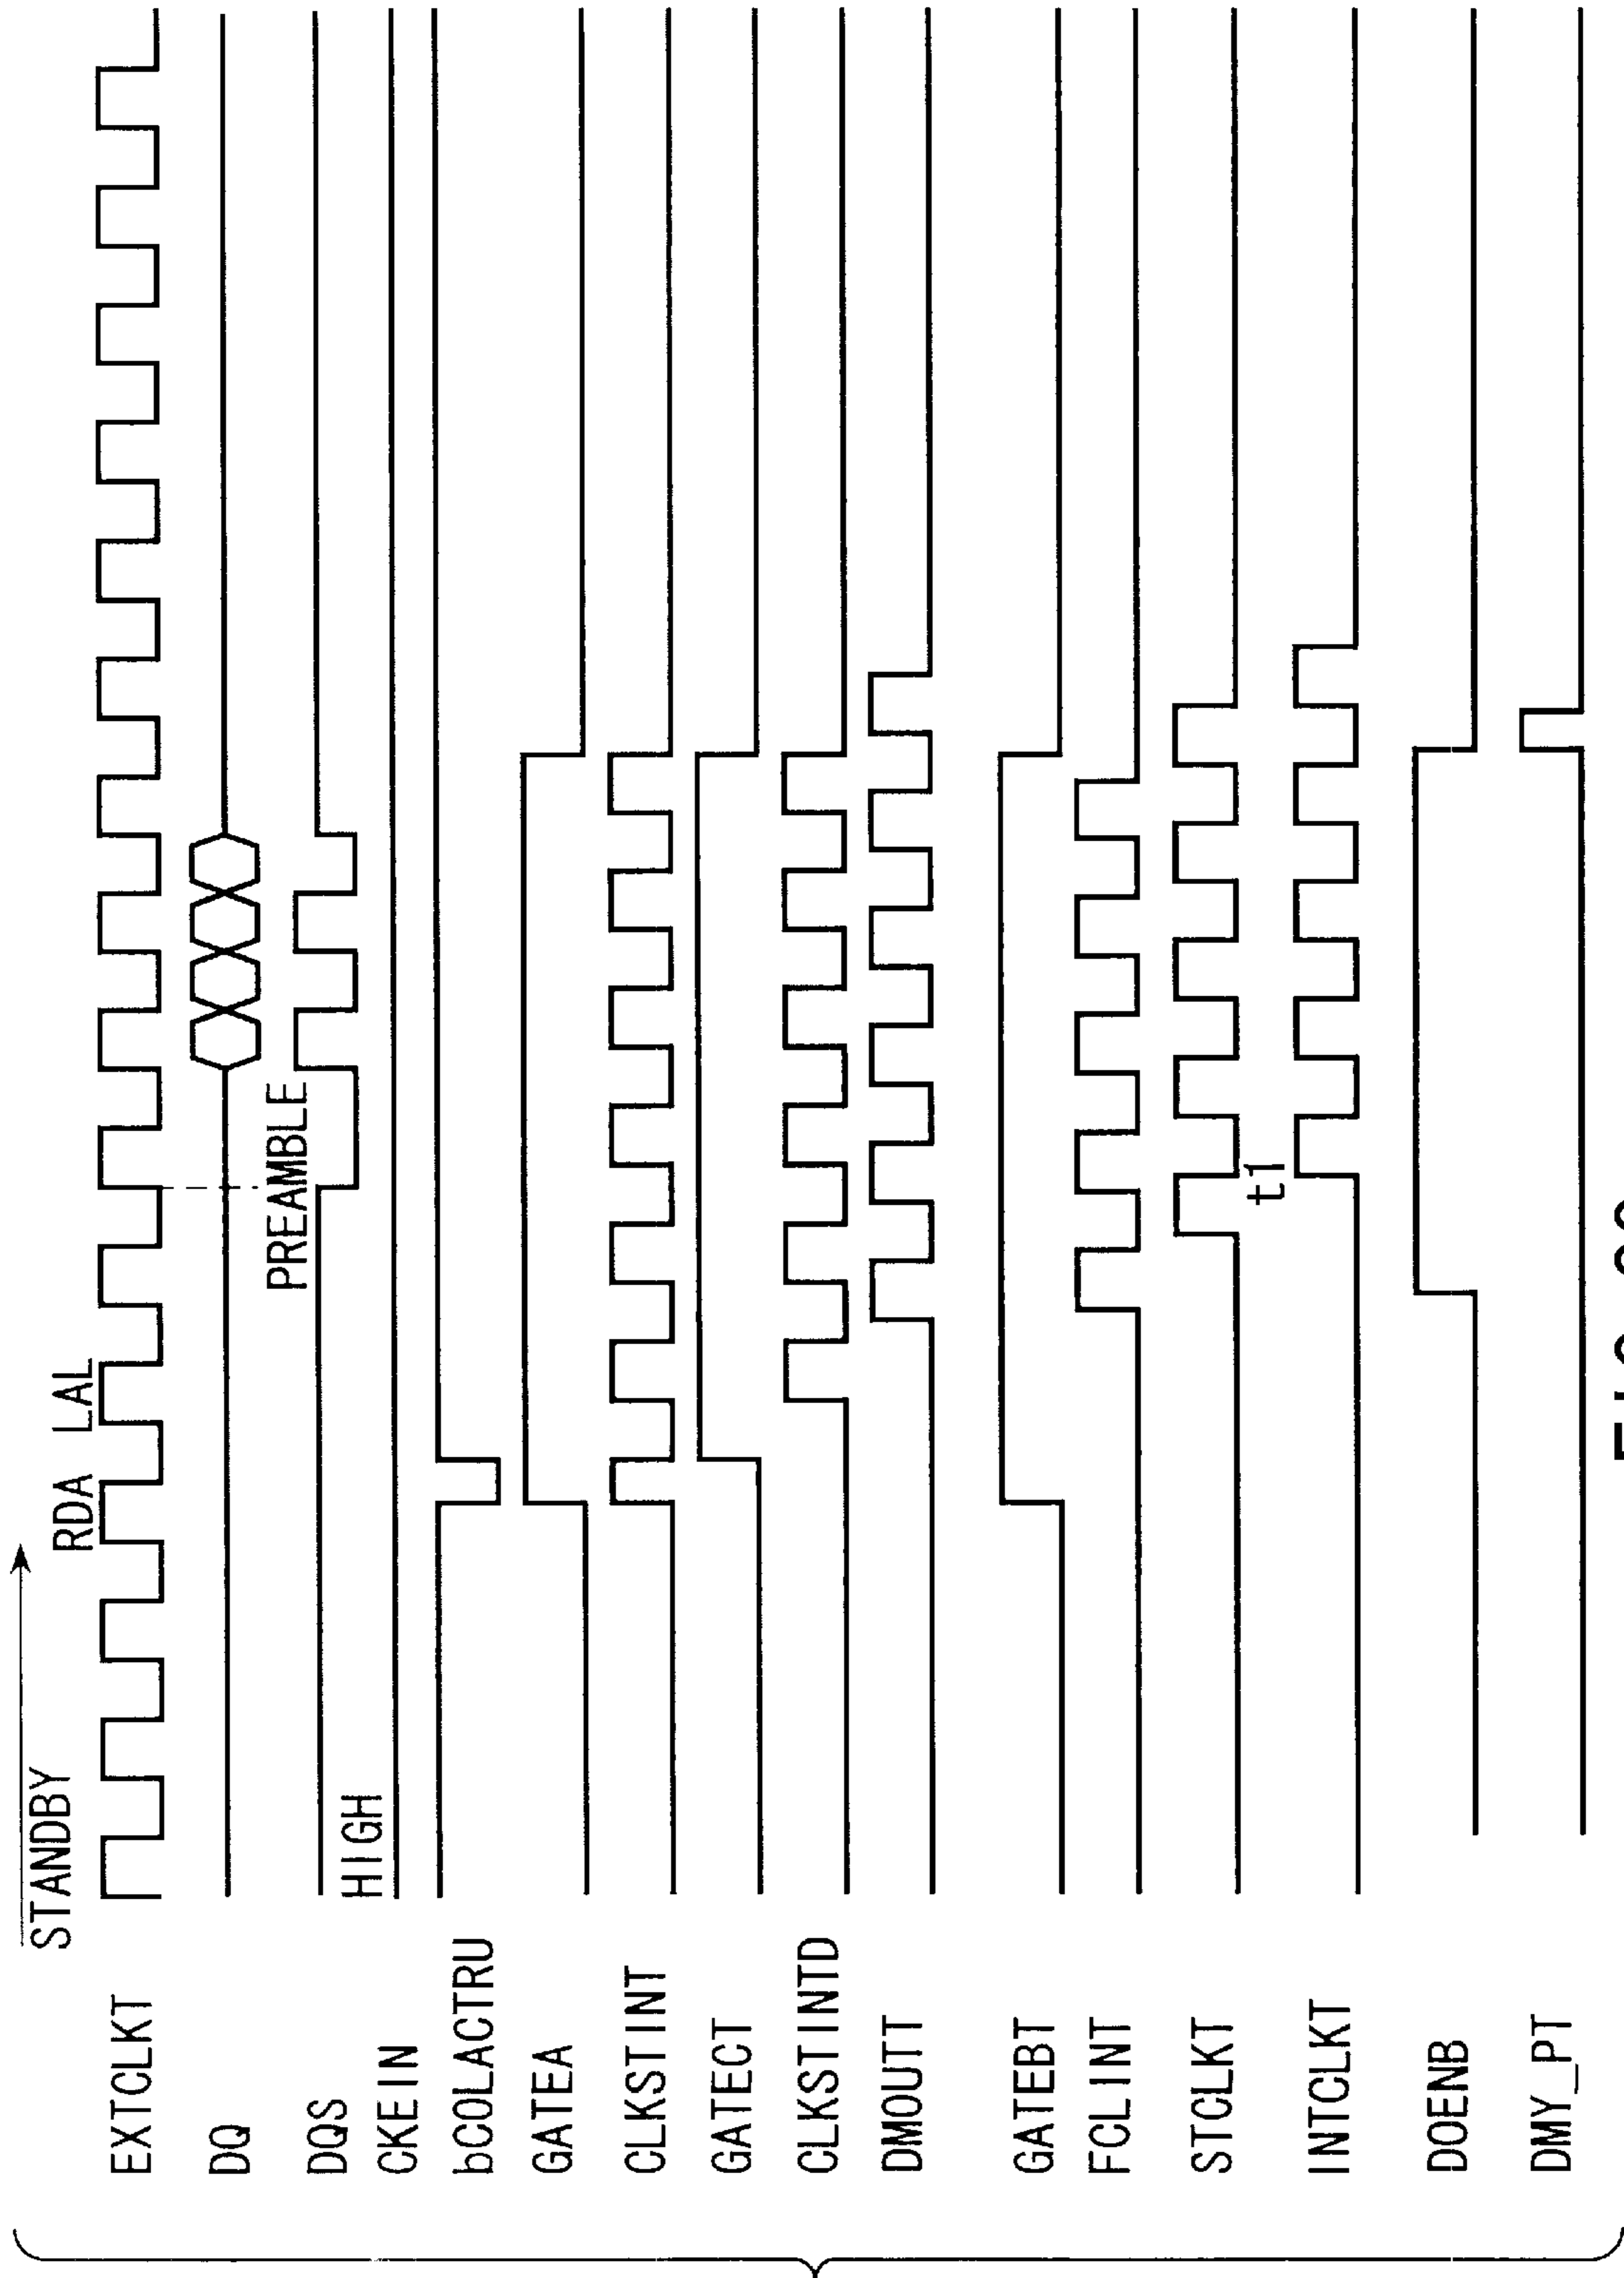 STANDBY
RDA LAL
EXTCLKT
DQ
PREAMBLE
DQS
HIGH
CKEIN
bCOLACTRU
GATEA
CLKSTINT
GATECT
CLKSTINTD
DMOUTT
GATEBT
FCLINT
STCLKT
t1
INTCLKT
DOENB
DMY_PT